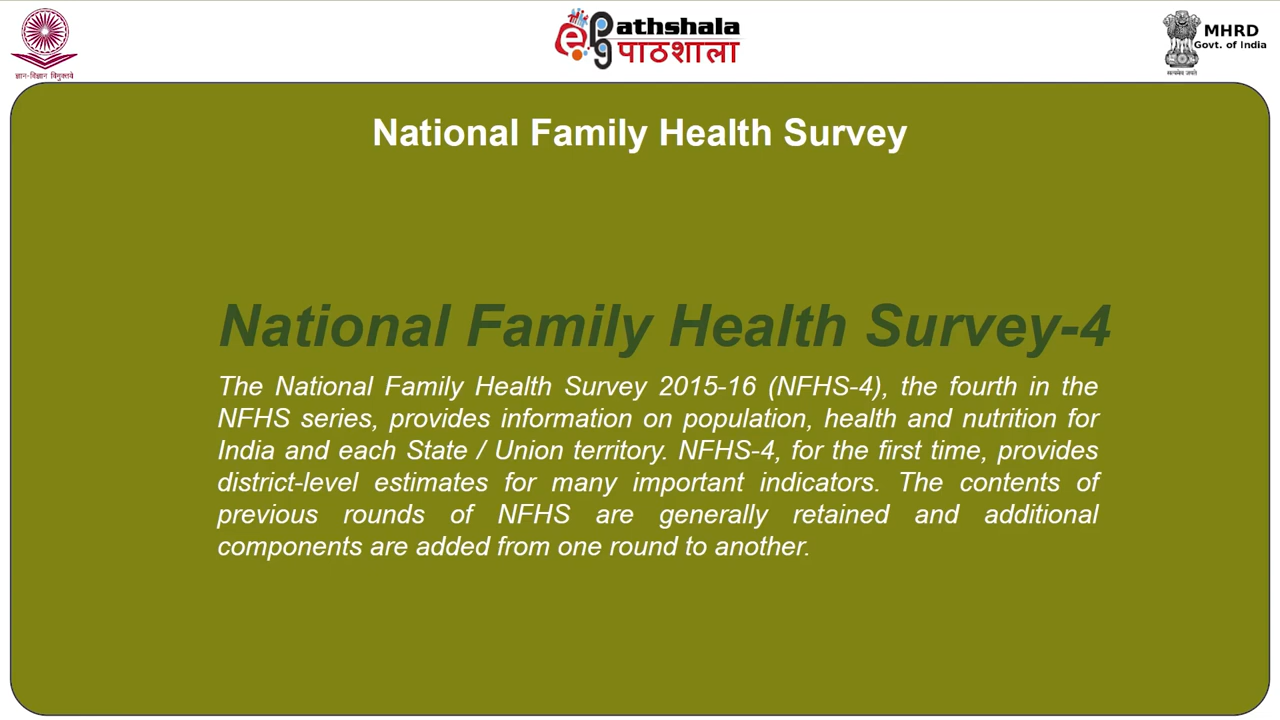 ज्ञान-विज्ञान विमुक्तये
ePathshala
पाठशाला
MHRD
Govt. of India
सत्यमेव जयते
National Family Health Survey
National Family Health Survey-4
The National Family Health Survey 2015-16 (NFHS-4), the fourth in the
NFHS series, provides information on population, health and nutrition for
India and each State / Union territory. NFHS-4, for the first time, provides
district-level estimates for many important indicators. The contents of
previous rounds of NFHS are generally retained and additional
components are added from one round to another.